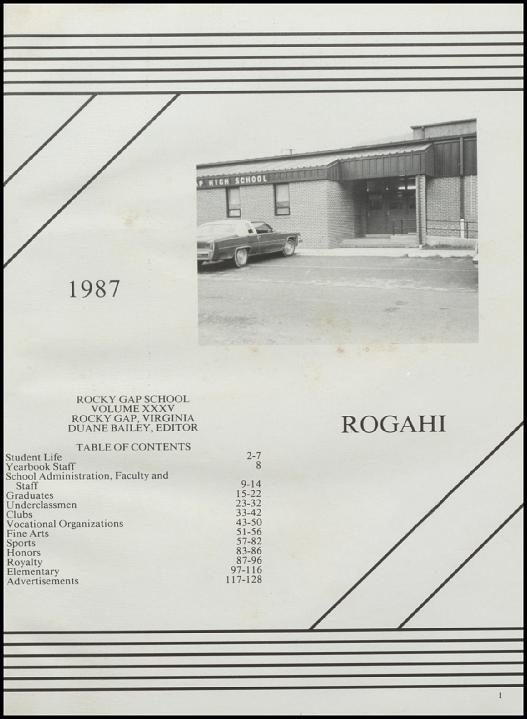 AP HIGH SCHOOL
1987
ROCKY GAP SCHOOL
VOLUME XXXV
ROCKY GAP, VIRGINIA
DUANE BAILEY, EDITOR
ROGAHI
TABLE OF CONTENTS
Student Life 2-7
Yearbook Staff 8
School Administration, Faculty and
Staff 9-14
Graduates 15-22
Underclassmen 23-32
Clubs 33-42
Vocational Organizations 43-50
Fine Arts 51-56
Sports 57-82
Honors 83-86
Royalty 87-96
Elementary 97-116
Advertisements 117-128
1